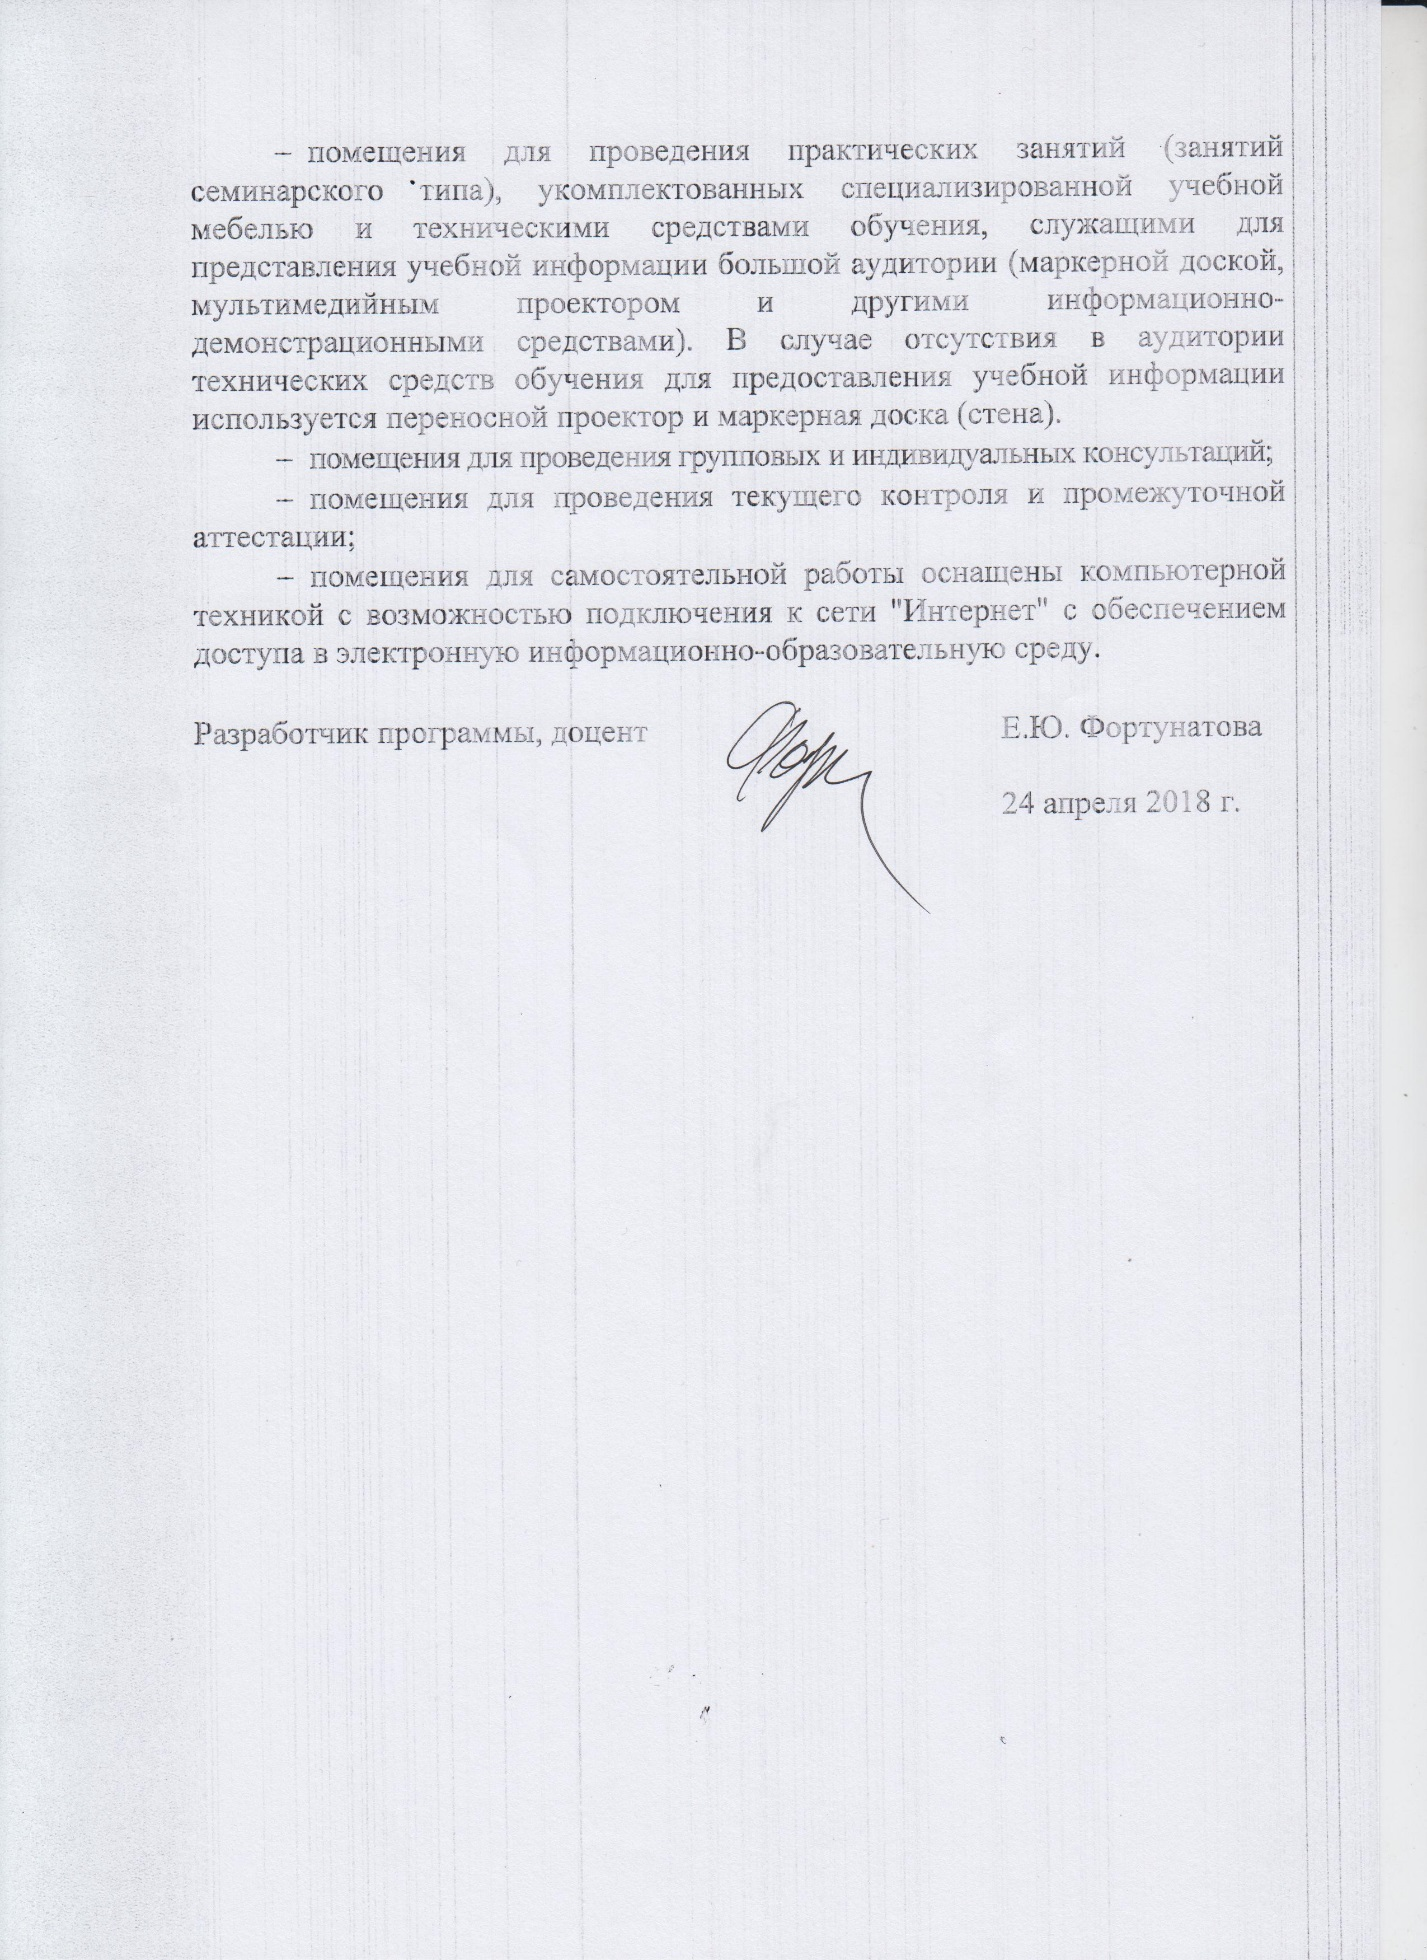 – помещения для проведения практических занятий (занятий
семинарского типа), укомплектованных специализированной учебной
мебелью и техническими средствами обучения, служащими для
представления учебной информации большой аудитории (маркерной доской,
мультимедийным проектором и другими информационно-
демонстрационными средствами). В случае отсутствия в аудитории
технических средств обучения для предоставления учебной информации
используется переносной проектор и маркерная доска (стена).
– помещения для проведения групповых и индивидуальных консультаций;
– помещения для проведения текущего контроля и промежуточной
аттестации;
– помещения для самостоятельной работы оснащены компьютерной
техникой с возможностью подключения к сети "Интернет" с обеспечением
доступа в электронную информационно-образовательную среду.
Разработчик программы, доцент Е.Ю. Фортунатова
24 апреля 2018 г.